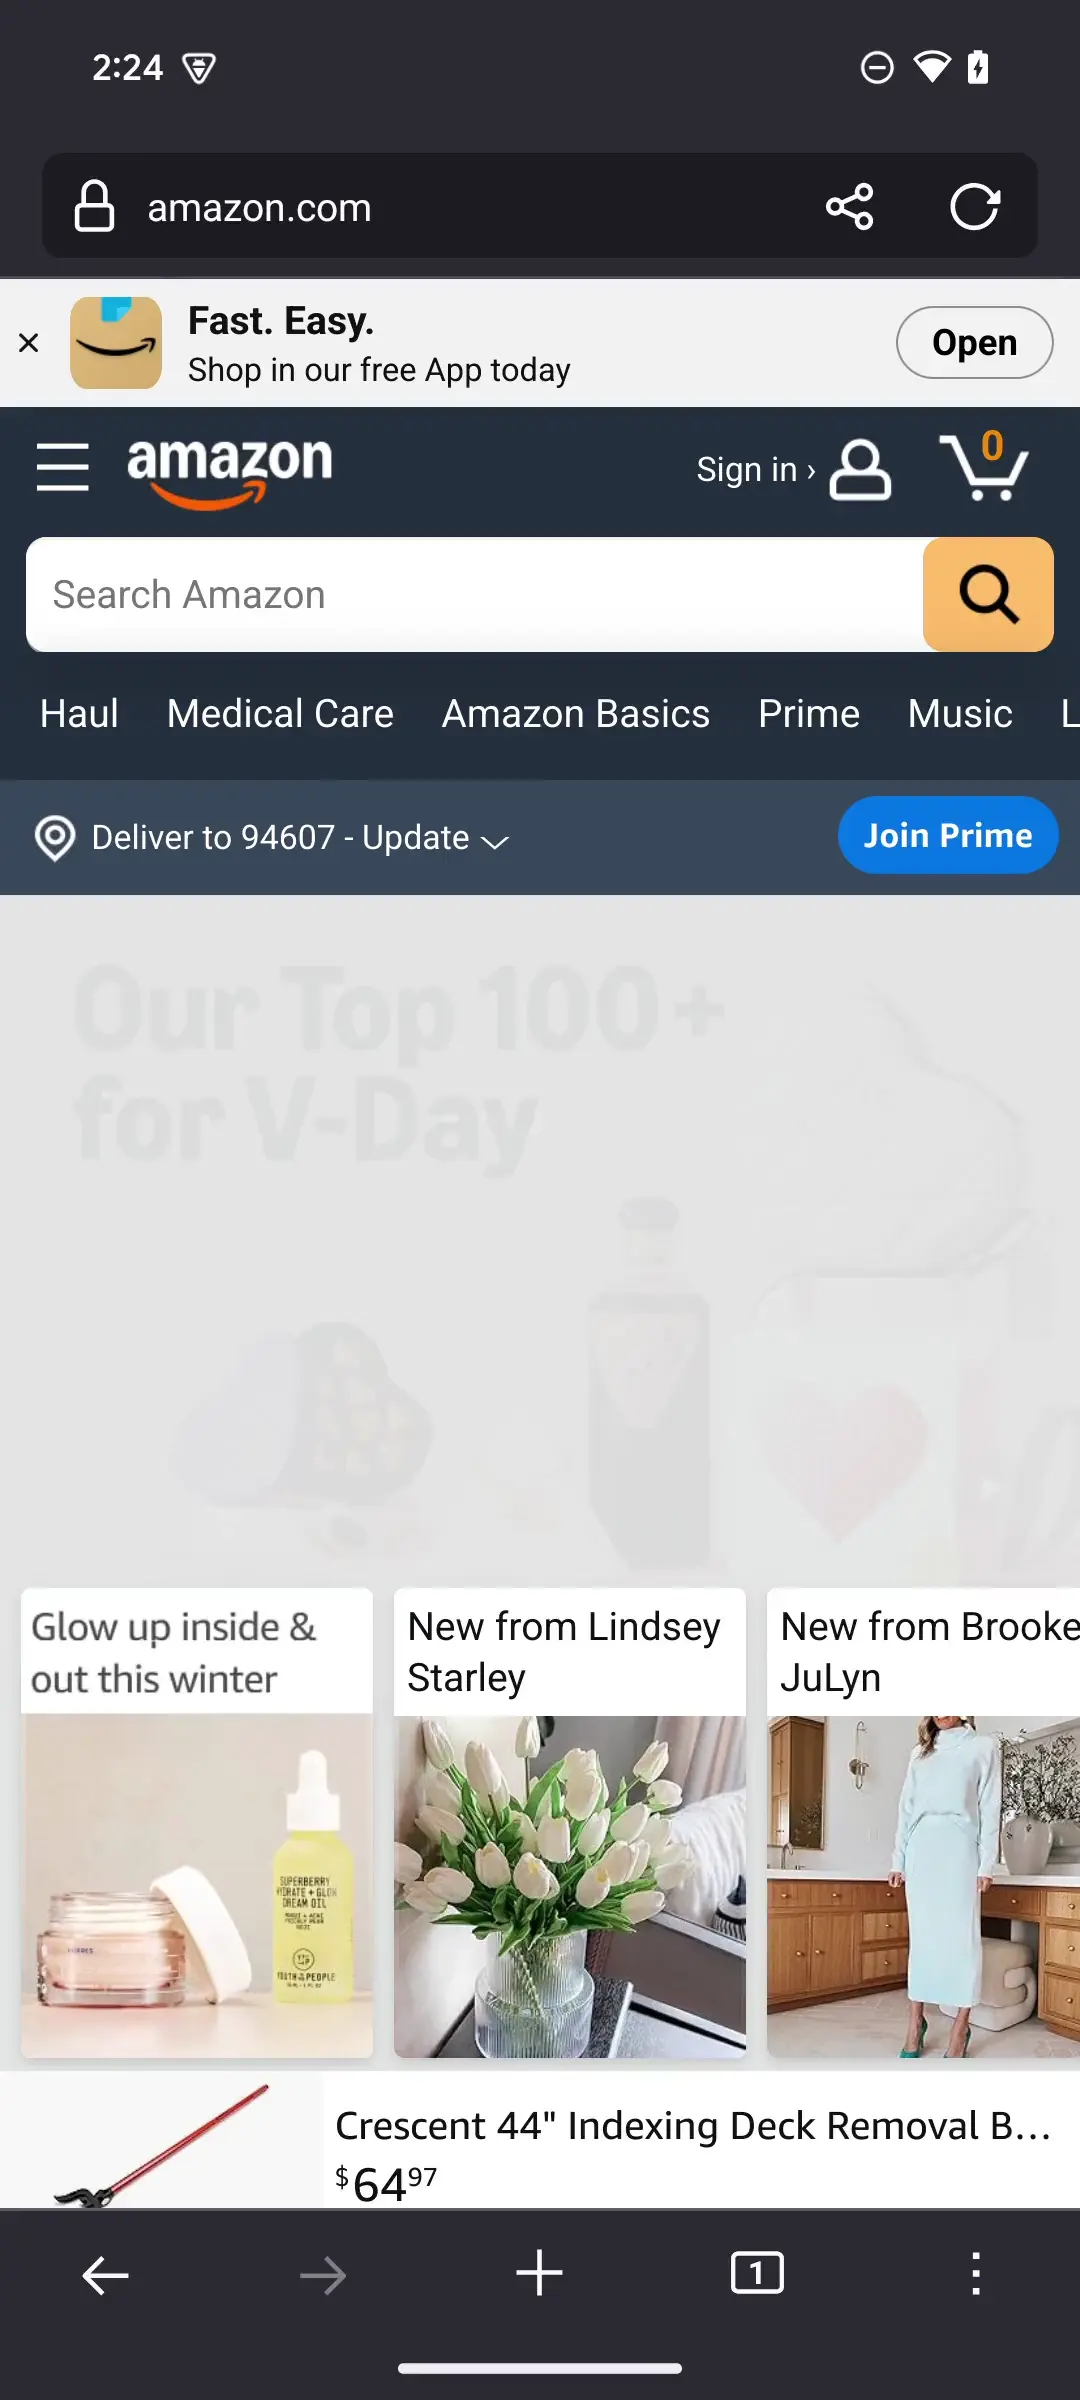 2:24
amazon.com
Fast. Easy.
Shop in our free App today
Open
amazon
Sign in ›
0
Search Amazon
Haul Medical Care Amazon Basics Prime Music L
Deliver to 94607 - Update
Join Prime
Our Top 100+
for V-Day
Glow up inside &
out this winter
New from Lindsey
Starley
New from Brooke
JuLyn
SUPERBERRY
HYDRATE + GLOW
DREAM OIL
YOUTH TO THE PEOPLE
Crescent 44" Indexing Deck Removal B...
$64 97
1